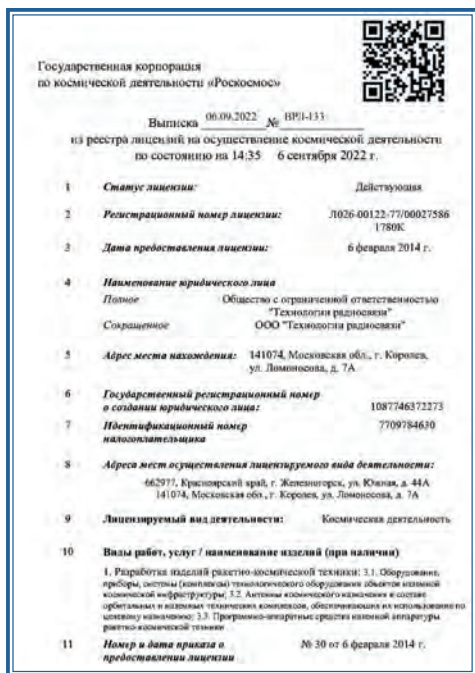 Государственная корпорация
по космической деятельности «Роскосмос»
Выписка 06.09.2022 № ВРЛ-133
из реестра лицензий на осуществление космической деятельности
по состоянию на 14:35 6 сентября 2022 г.
1 Статус лицензии: Действующая
2 Регистрационный номер лицензии: Л026-00122-77/00027586
1780К
3 Дата предоставления лицензии: 6 февраля 2014 г.
4 Наименование юридического лица
Полное Общество с ограниченной ответственностью
"Технологии радиосвязи"
Сокращенное ООО "Технологии радиосвязи"
5 Адрес места нахождения: 141074, Московская обл., г. Королев,
ул. Ломоносова, д. 7А
6 Государственный регистрационный номер
о создании юридического лица: 1087746372273
7 Идентификационный номер 7709784630
налогоплательщика
8 Адреса мест осуществления лицензируемого вида деятельности:
662977, Красноярский край, г. Железногорск, ул. Южная, д. 44А
141074, Московская обл., г. Королев, ул. Ломоносова, д. 7А
9 Лицензируемый вид деятельности: Космическая деятельность
10 Виды работ, услуг / наименование изделий (при наличии)
1. Разработка изделий ракетно-космической техники: 3.1. Оборудование,
приборы, системы (комплексы) технологического оборудования объектов наземной
космической инфраструктуры; 3.2. Антенны космического назначения в составе
орбитальных и наземных технических комплексов, обеспечивающих их использование по
целевому назначению; 3.3. Программно-аппаратные средства наземной аппаратуры
ракетно-космической техники
11 Номер и дата приказа о № 30 от 6 февраля 2014 г.
предоставлении лицензии